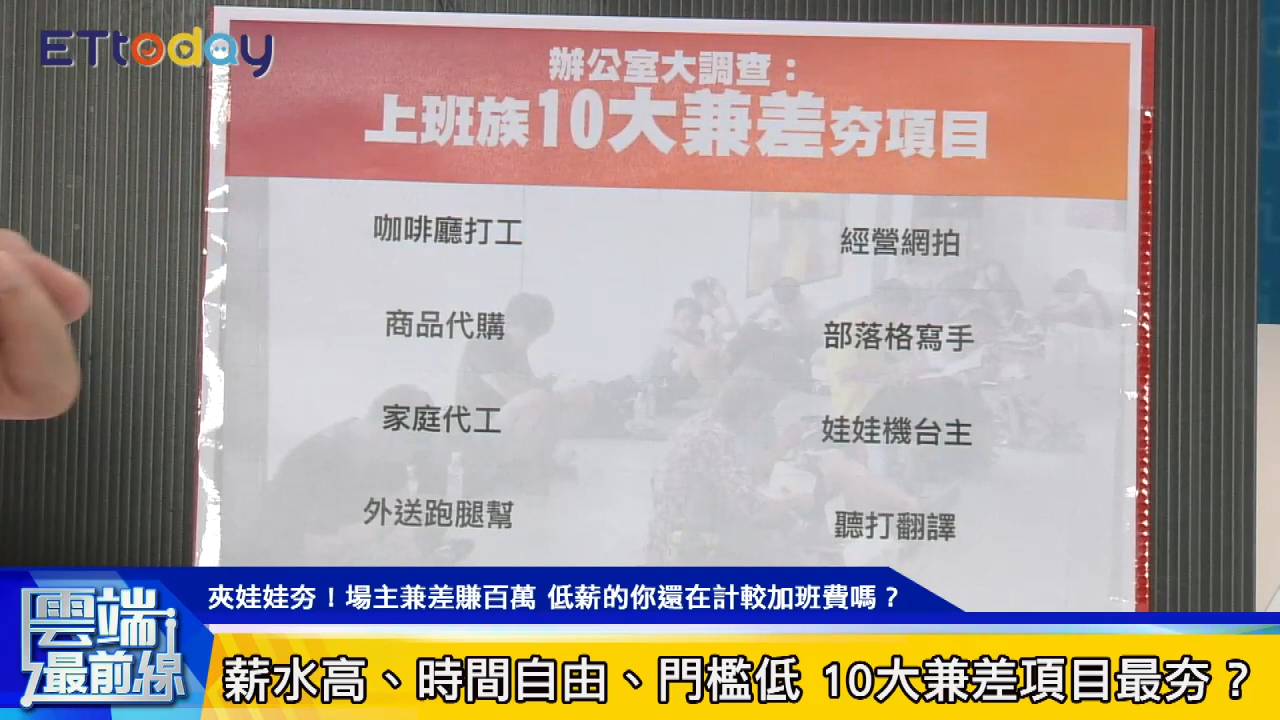 ETtoday
辦公室大調查：
上班族10大兼差夯項目
咖啡廳打工
經營網拍
商品代購
部落格寫手
家庭代工
娃娃機台主
外送跑腿幫
聽打翻譯
夾娃娃夯！場主兼差賺百萬 低薪的你還在計較加班費嗎？
雲端
最前線
薪水高、時間自由、門檻低 10大兼差項目最夯？